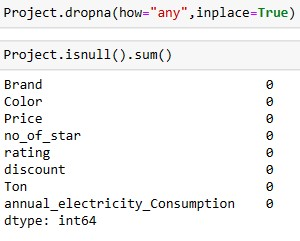 Project.dropna(how="any",inplace=True)
Project.isnull().sum()
Brand 0
Color 0
Price 0
no_of_star 0
rating 0
discount 0
Ton 0
annual_electricity_Consumption 0
dtype: int64